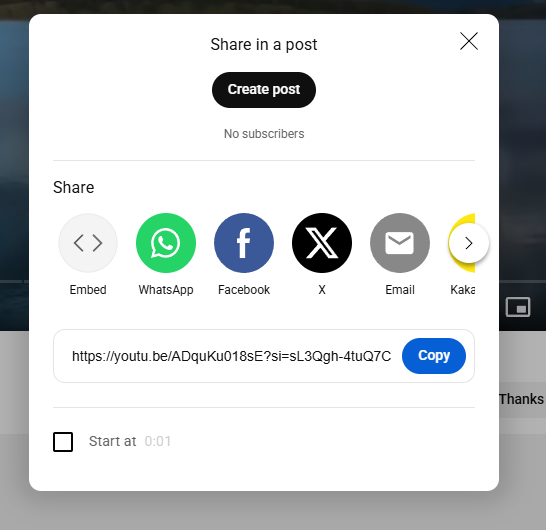 Share in a post
Create post
No subscribers
Share
Embed
WhatsApp
Facebook
X
Email
Kaka
https://youtu.be/ADquKu018sE?si=sL3Qgh-4tuQ7C
Copy
Thanks
Start at 0:01